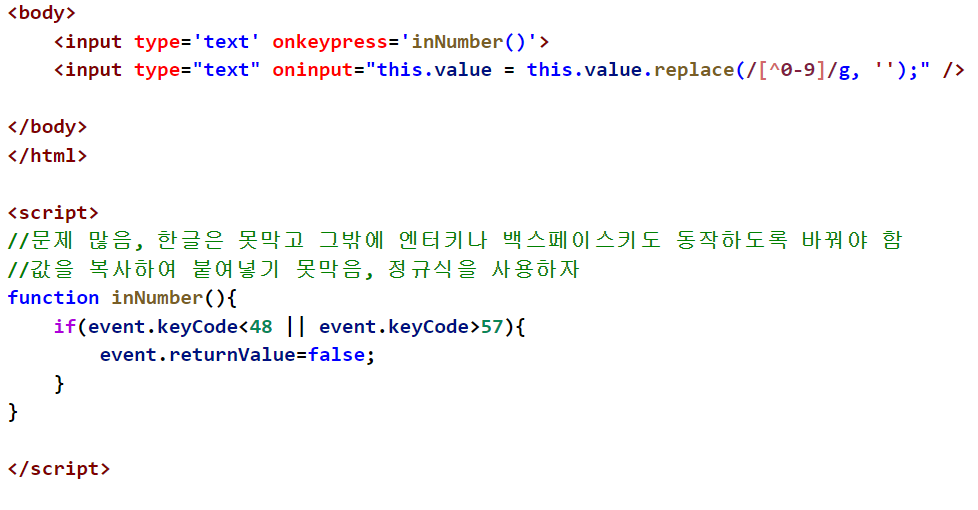 <body>
    <input type='text' onkeypress='inNumber()'>
    <input type="text" oninput="this.value = this.value.replace(/[^0-9]/g, '');" />
</body>
</html>
<script>
//문제 많음, 한글은 못막고 그밖에 엔터키나 백스페이스키도 동작하도록 바꿔야 함
//값을 복사하여 붙여넣기 못막음, 정규식을 사용하자
function inNumber(){
    if(event.keyCode<48 || event.keyCode>57){
        event.returnValue=false;
    }
}
</script>